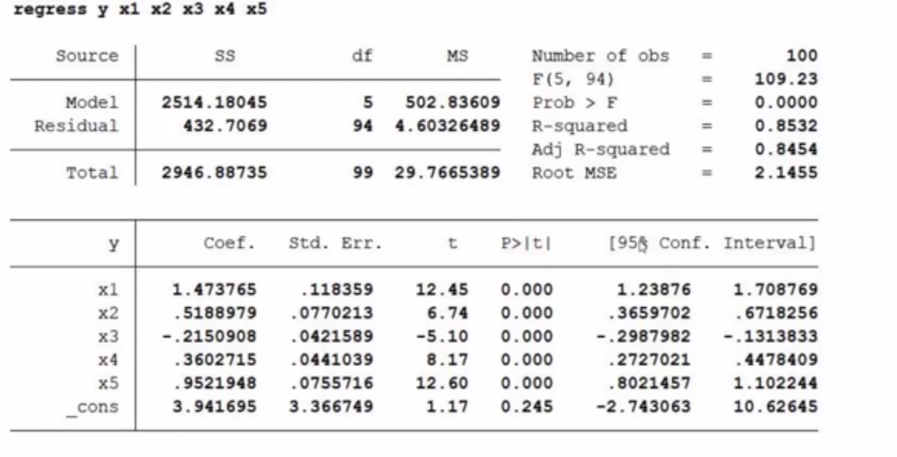 regress y x1 x2 x3 x4 x5
Source SS df MS Number of obs = 100
F(5, 94) = 109.23
Model 2514.18045 5 502.83609 Prob > F = 0.0000
Residual 432.7069 94 4.60326489 R-squared = 0.8532
Adj R-squared = 0.8454
Total 2946.88735 99 29.7665389 Root MSE = 2.1455
y Coef. Std. Err. t P>|t| [95% Conf. Interval]
x1 1.473765 .118359 12.45 0.000 1.23876 1.708769
x2 .5188979 .0770213 6.74 0.000 .3659702 .6718256
x3 -.2150908 .0421589 -5.10 0.000 -.2987982 -.1313833
x4 .3602715 .0441039 8.17 0.000 .2727021 .4478409
x5 .9521948 .0755716 12.60 0.000 .8021457 1.102244
_cons 3.941695 3.366749 1.17 0.245 -2.743063 10.62645